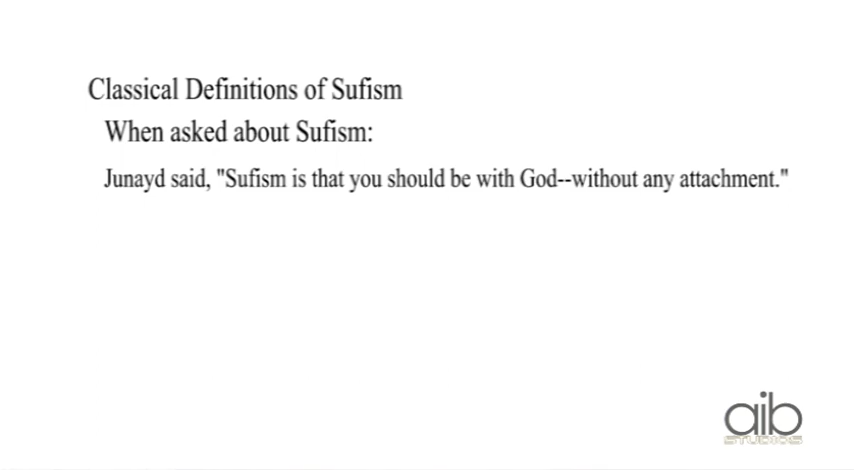 Classical Definitions of Sufism
When asked about Sufism:
Junayd said, "Sufism is that you should be with God--without any attachment."
aib
STUDIOS